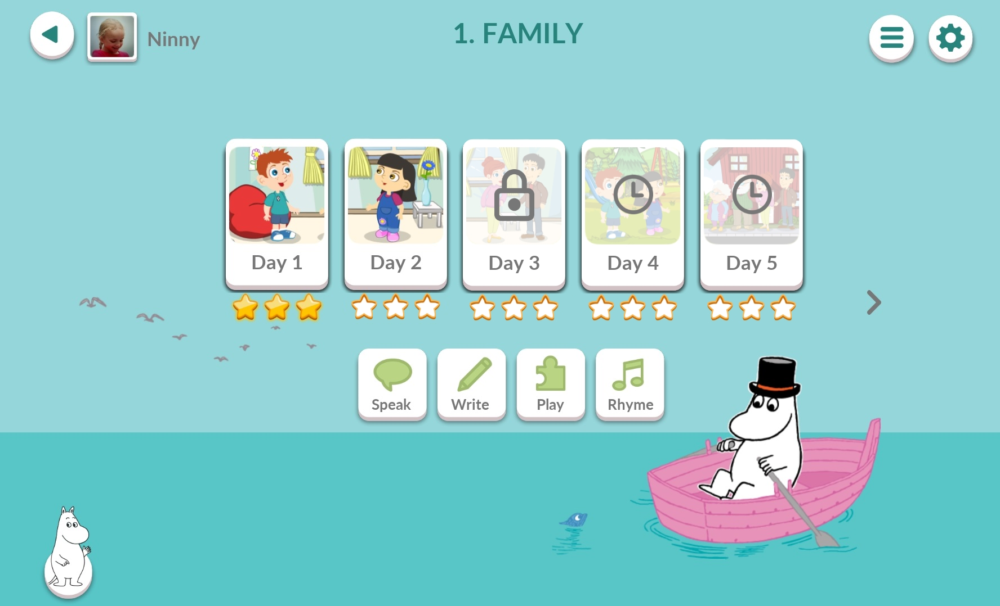 Ninny
1. FAMILY
Day 1
Day 2
Day 3
Day 4
Day 5
Speak
Write
Play
Rhyme